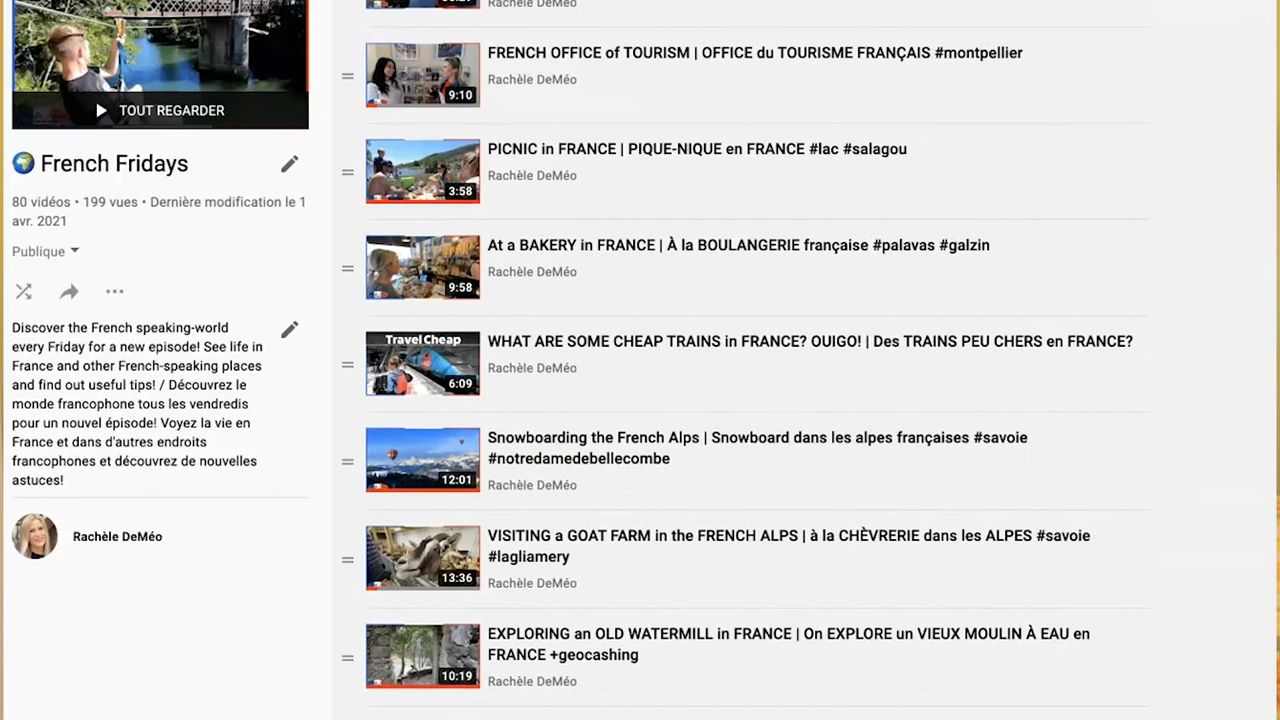 TOUT REGARDER
French Fridays
80 vidéos • 199 vues • Dernière modification le 1
avr. 2021
Publique
Discover the French speaking-world
every Friday for a new episode! See life in
France and other French-speaking places
and find out useful tips! / Découvrez le
monde francophone tous les vendredis
pour un nouvel épisode! Voyez la vie en
France et dans d'autres endroits
francophones et découvrez de nouvelles
astuces!
Rachèle DeMéo
Rachèle DeMéo
FRENCH OFFICE of TOURISM | OFFICE du TOURISME FRANÇAIS #montpellier
Rachèle DeMéo
9:10
PICNIC in FRANCE | PIQUE-NIQUE en FRANCE #lac #salagou
Rachèle DeMéo
3:58
At a BAKERY in FRANCE | À la BOULANGERIE française #palavas #galzin
Rachèle DeMéo
9:58
Travel Cheap
WHAT ARE SOME CHEAP TRAINS in FRANCE? OUIGO! | Des TRAINS PEU CHERS en FRANCE?
Rachèle DeMéo
6:09
Snowboarding the French Alps | Snowboard dans les alpes françaises #savoie
#notredamedebellecombe
Rachèle DeMéo
12:01
VISITING a GOAT FARM in the FRENCH ALPS | à la CHÈVRERIE dans les ALPES #savoie
#lagliamery
Rachèle DeMéo
13:36
EXPLORING an OLD WATERMILL in FRANCE | On EXPLORE un VIEUX MOULIN À EAU en
FRANCE +geocashing
Rachèle DeMéo
10:19